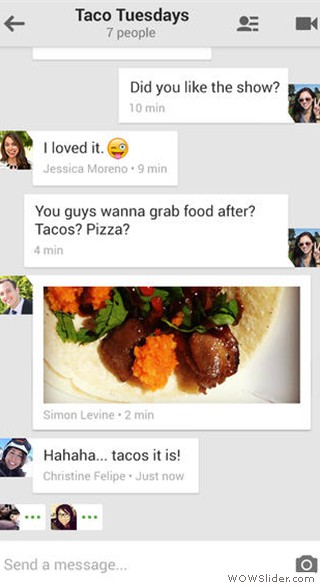 Taco Tuesdays
7 people
Did you like the show?
10 min
I loved it.
Jessica Moreno • 9 min
You guys wanna grab food after?
Tacos? Pizza?
4 min
Simon Levine • 2 min
Hahaha... tacos it is!
Christine Felipe • Just now
Send a message...
WOWSlider.com